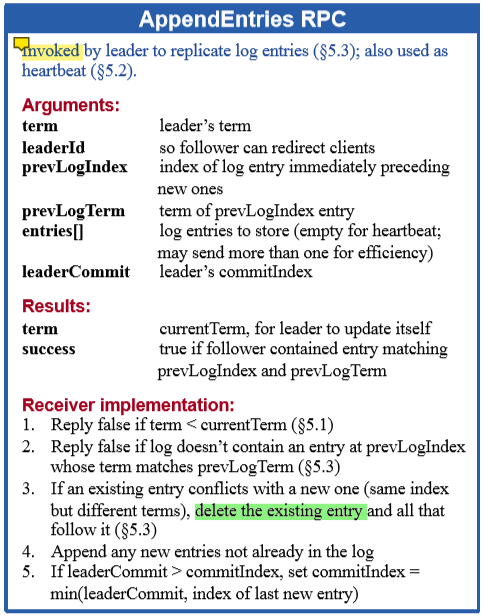 AppendEntries RPC
Invoked by leader to replicate log entries (§5.3); also used as
heartbeat (§5.2).
Arguments:
term leader's term
leaderId so follower can redirect clients
prevLogIndex index of log entry immediately preceding
new ones
prevLogTerm term of prevLogIndex entry
entries[] log entries to store (empty for heartbeat;
may send more than one for efficiency)
leaderCommit leader's commitIndex
Results:
term currentTerm, for leader to update itself
success true if follower contained entry matching
prevLogIndex and prevLogTerm
Receiver implementation:
1. Reply false if term < currentTerm (§5.1)
2. Reply false if log doesn't contain an entry at prevLogIndex
whose term matches prevLogTerm (§5.3)
3. If an existing entry conflicts with a new one (same index
but different terms), delete the existing entry and all that
follow it (§5.3)
4. Append any new entries not already in the log
5. If leaderCommit > commitIndex, set commitIndex =
min(leaderCommit, index of last new entry)